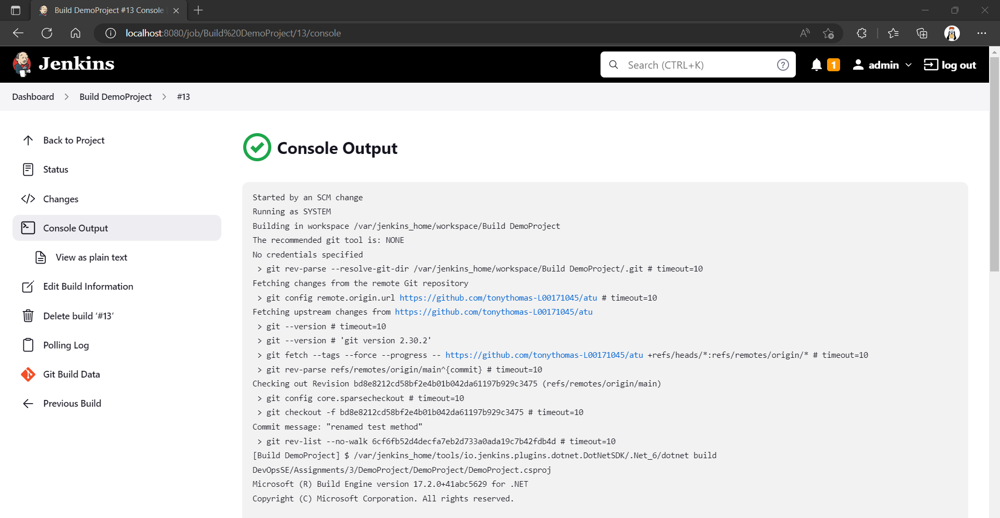 Build DemoProject #13 Console
localhost:8080/job/Build%20DemoProject/13/console
Jenkins
Search (CTRL+K)
?
1
admin
log out
Dashboard > Build DemoProject > #13
Back to Project
Status
Changes
Console Output
View as plain text
Edit Build Information
Delete build ‘#13’
Polling Log
Git Build Data
Previous Build
Console Output
Started by an SCM change
Running as SYSTEM
Building in workspace /var/jenkins_home/workspace/Build DemoProject
The recommended git tool is: NONE
No credentials specified
 > git rev-parse --resolve-git-dir /var/jenkins_home/workspace/Build DemoProject/.git # timeout=10
Fetching changes from the remote Git repository
 > git config remote.origin.url https://github.com/tonythomas-L00171045/atu # timeout=10
Fetching upstream changes from https://github.com/tonythomas-L00171045/atu
 > git --version # timeout=10
 > git --version # 'git version 2.30.2'
 > git fetch --tags --force --progress -- https://github.com/tonythomas-L00171045/atu +refs/heads/*:refs/remotes/origin/* # timeout=10
 > git rev-parse refs/remotes/origin/main^{commit} # timeout=10
Checking out Revision bd8e8212cd58bf2e4b01b042da61197b929c3475 (refs/remotes/origin/main)
 > git config core.sparsecheckout # timeout=10
 > git checkout -f bd8e8212cd58bf2e4b01b042da61197b929c3475 # timeout=10
Commit message: "renamed test method"
 > git rev-list --no-walk 6cf6fb52d4decfa7eb2d733a0ada19c7b42fdb4d # timeout=10
[Build DemoProject] $ /var/jenkins_home/tools/io.jenkins.plugins.dotnet.DotNetSDK/.Net_6/dotnet build
DevOpsSE/Assignments/3/DemoProject/DemoProject/DemoProject.csproj
Microsoft (R) Build Engine version 17.2.0+41abc5629 for .NET
Copyright (C) Microsoft Corporation. All rights reserved.